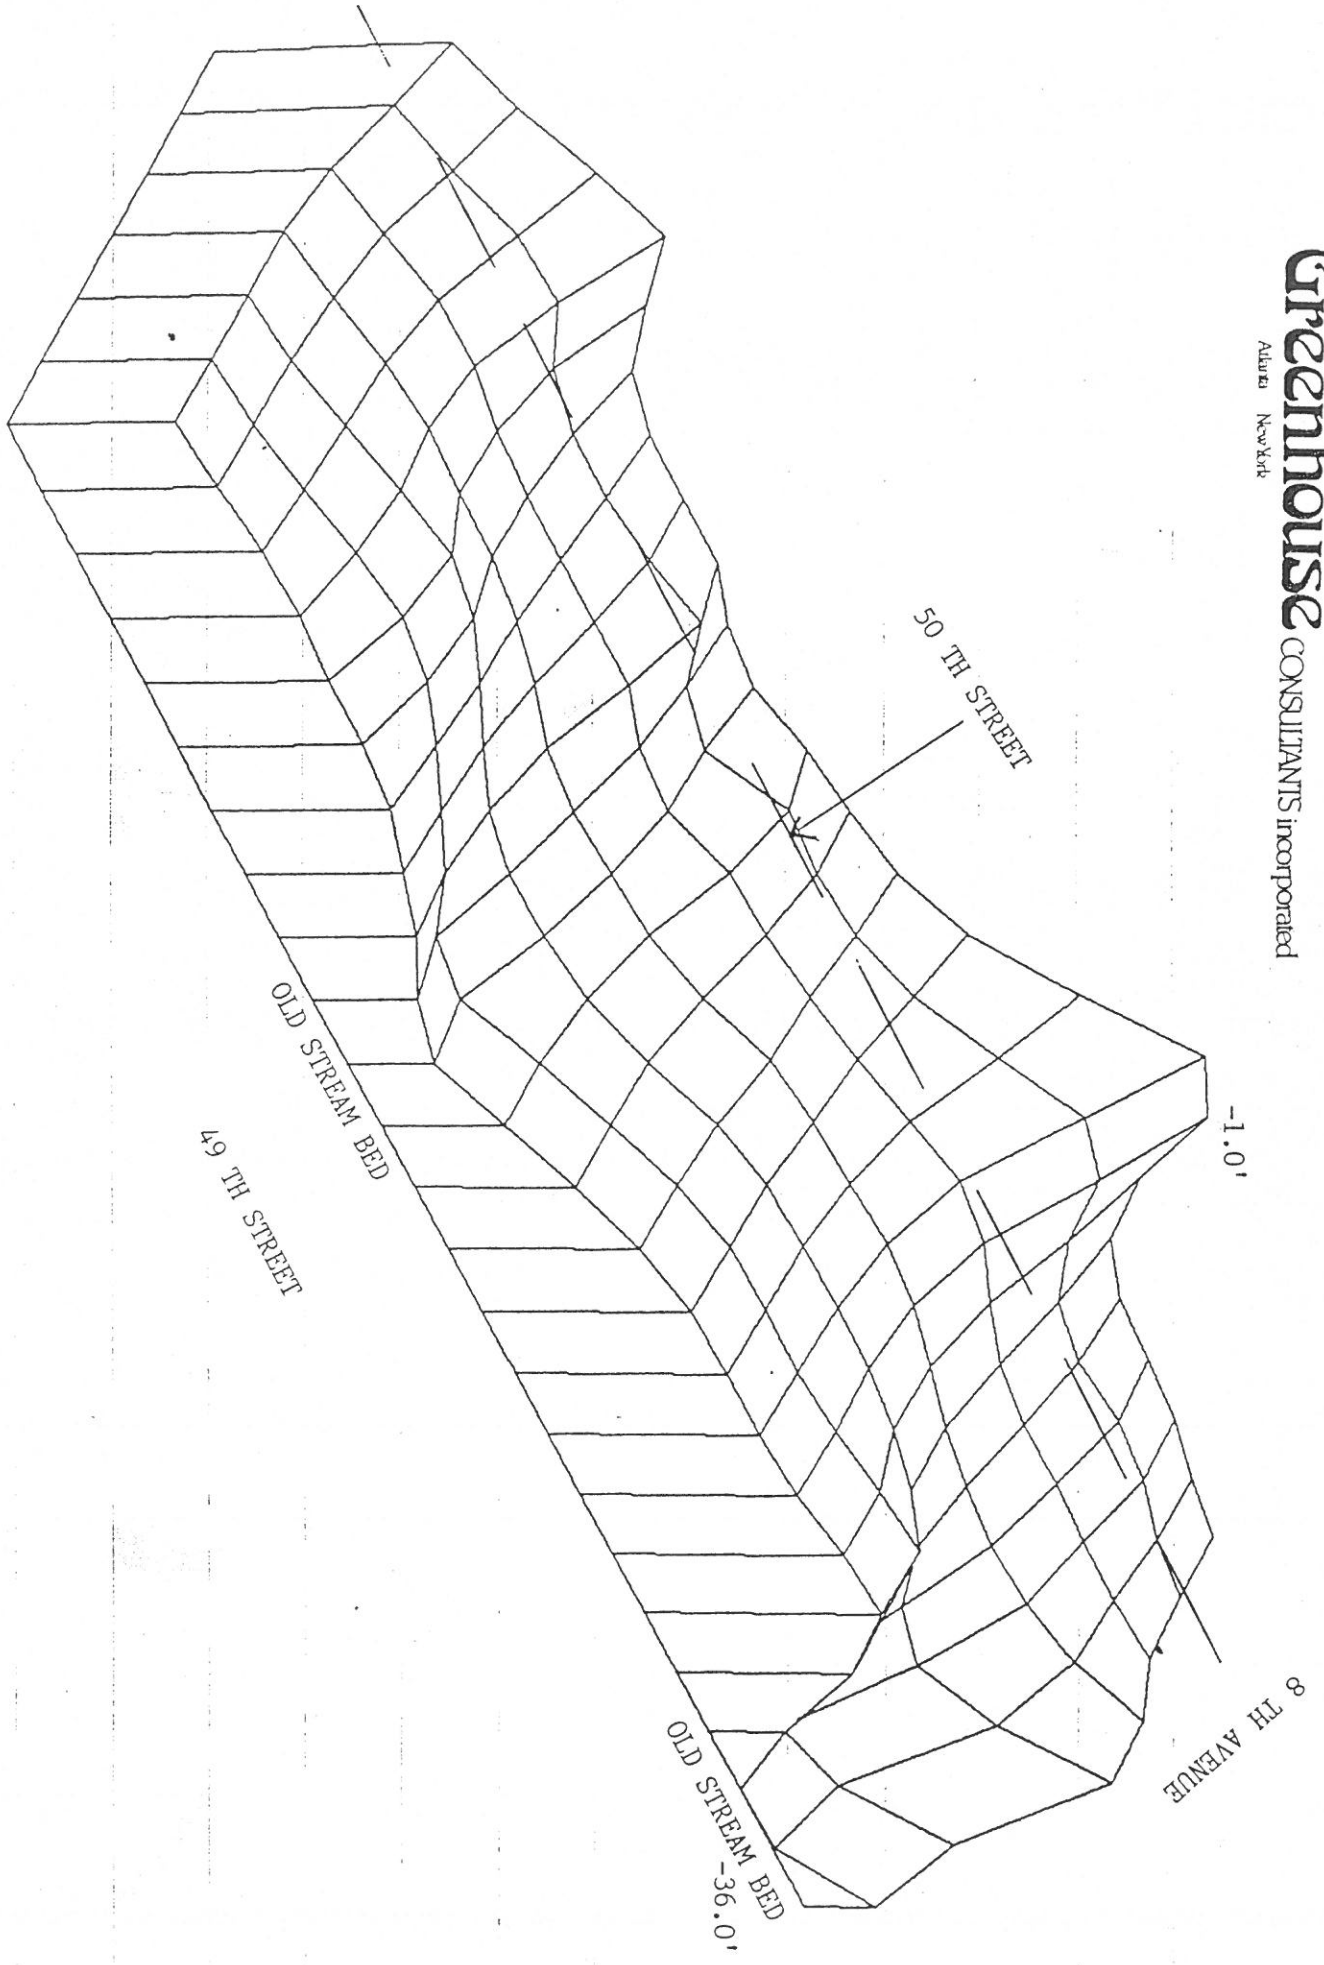 Greenhouse CONSULTANTS incorporated
Atlanta New York
50 TH STREET
-1.0'
OLD STREAM BED
49 TH STREET
8 TH AVENUE
OLD STREAM BED
-36.0'